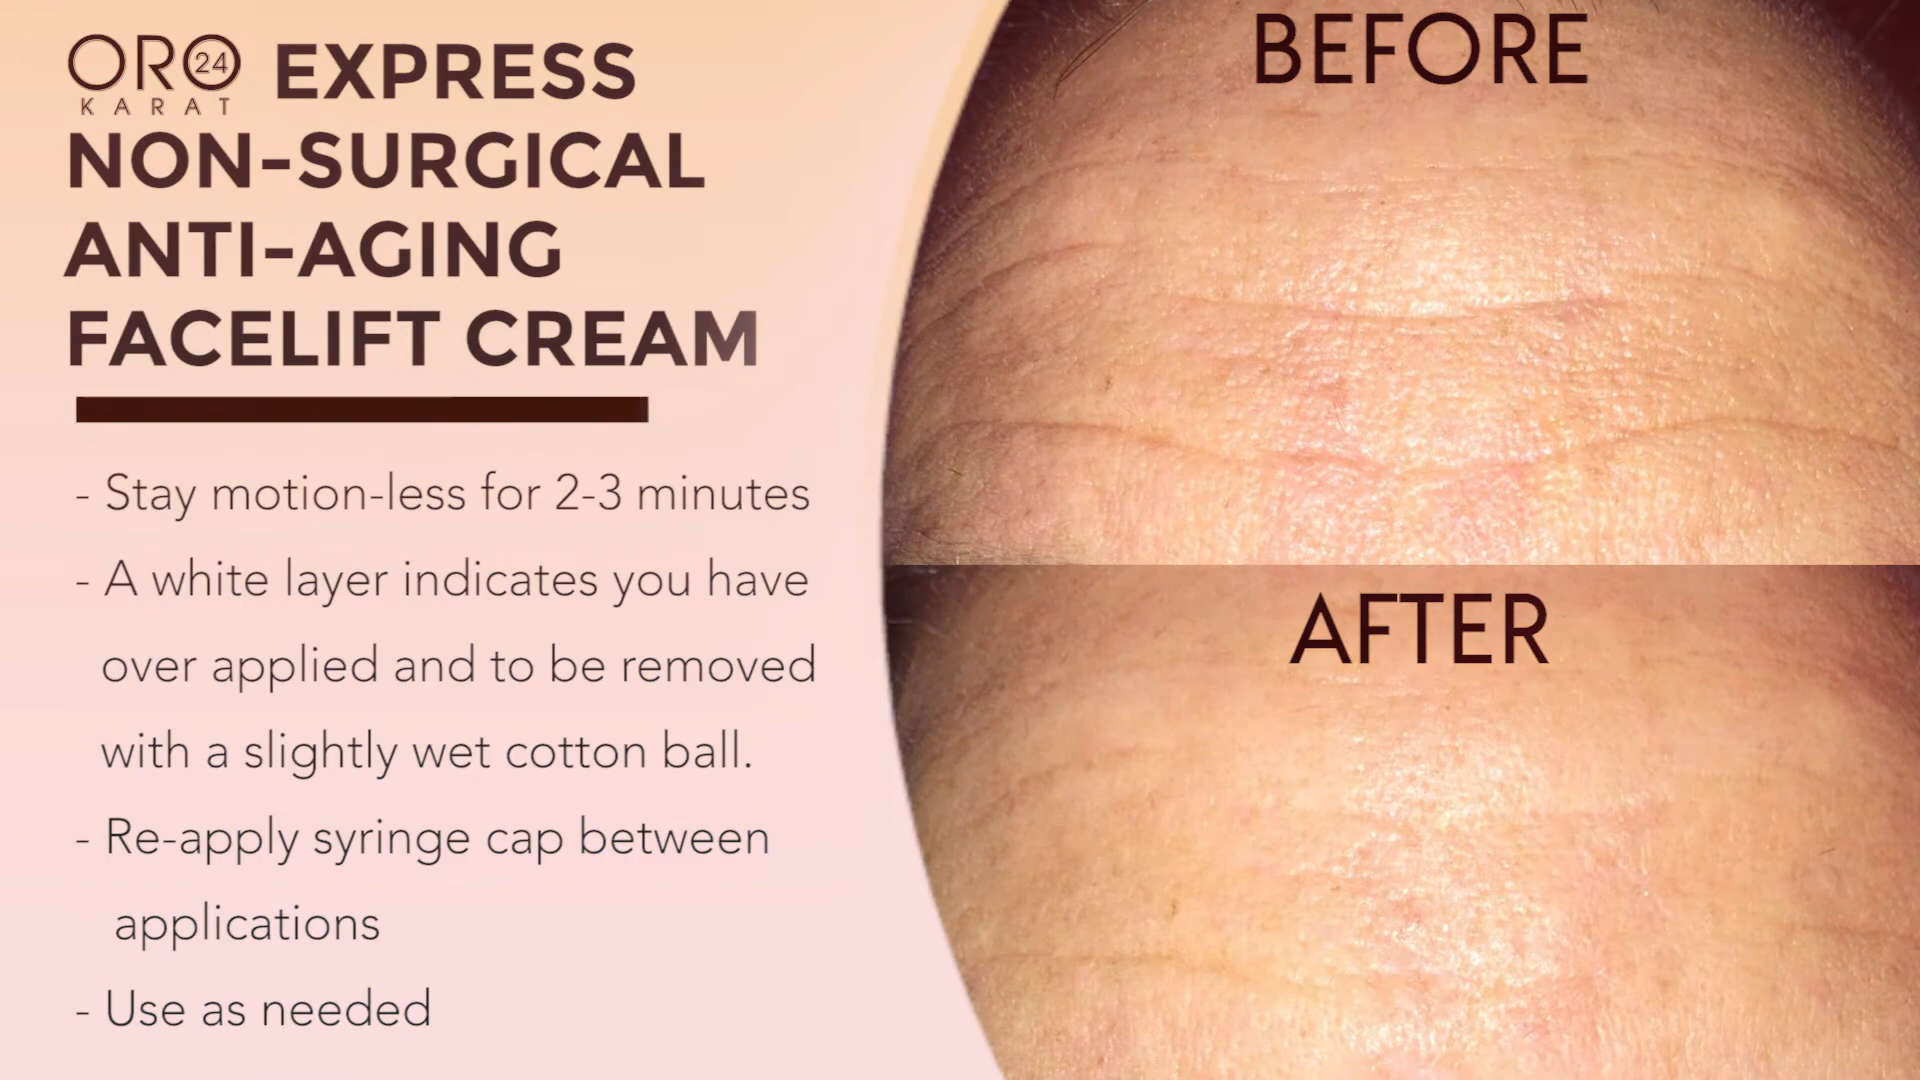 ORO 24 EXPRESS
KARAT
NON-SURGICAL
ANTI-AGING
FACELIFT CREAM
- Stay motion-less for 2-3 minutes
- A white layer indicates you have
over applied and to be removed
with a slightly wet cotton ball.
- Re-apply syringe cap between
applications
- Use as needed
BEFORE
AFTER